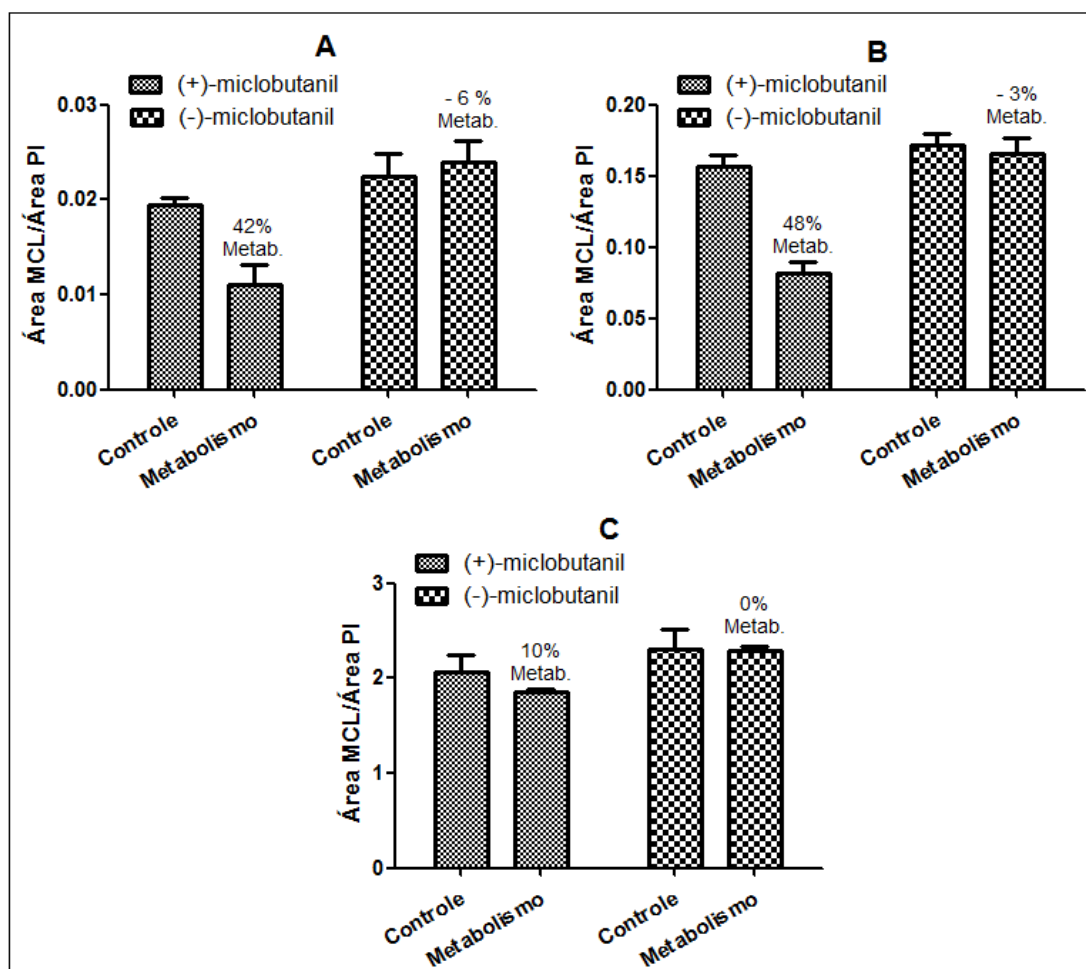 A
(+)-miclobutanil
(-)-miclobutanil
Área MCL/Área PI
0.03
0.02
0.01
0.00
42%
Metab.
- 6 %
Metab.
Controle
Metabolismo
Controle
Metabolismo
B
(+)-miclobutanil
(-)-miclobutanil
Área MCL/Área PI
0.20
0.15
0.10
0.05
0.00
48%
Metab.
- 3%
Metab.
Controle
Metabolismo
Controle
Metabolismo
C
(+)-miclobutanil
(-)-miclobutanil
Área MCL/Área PI
3
2
1
0
10%
Metab.
0%
Metab.
Controle
Metabolismo
Controle
Metabolismo